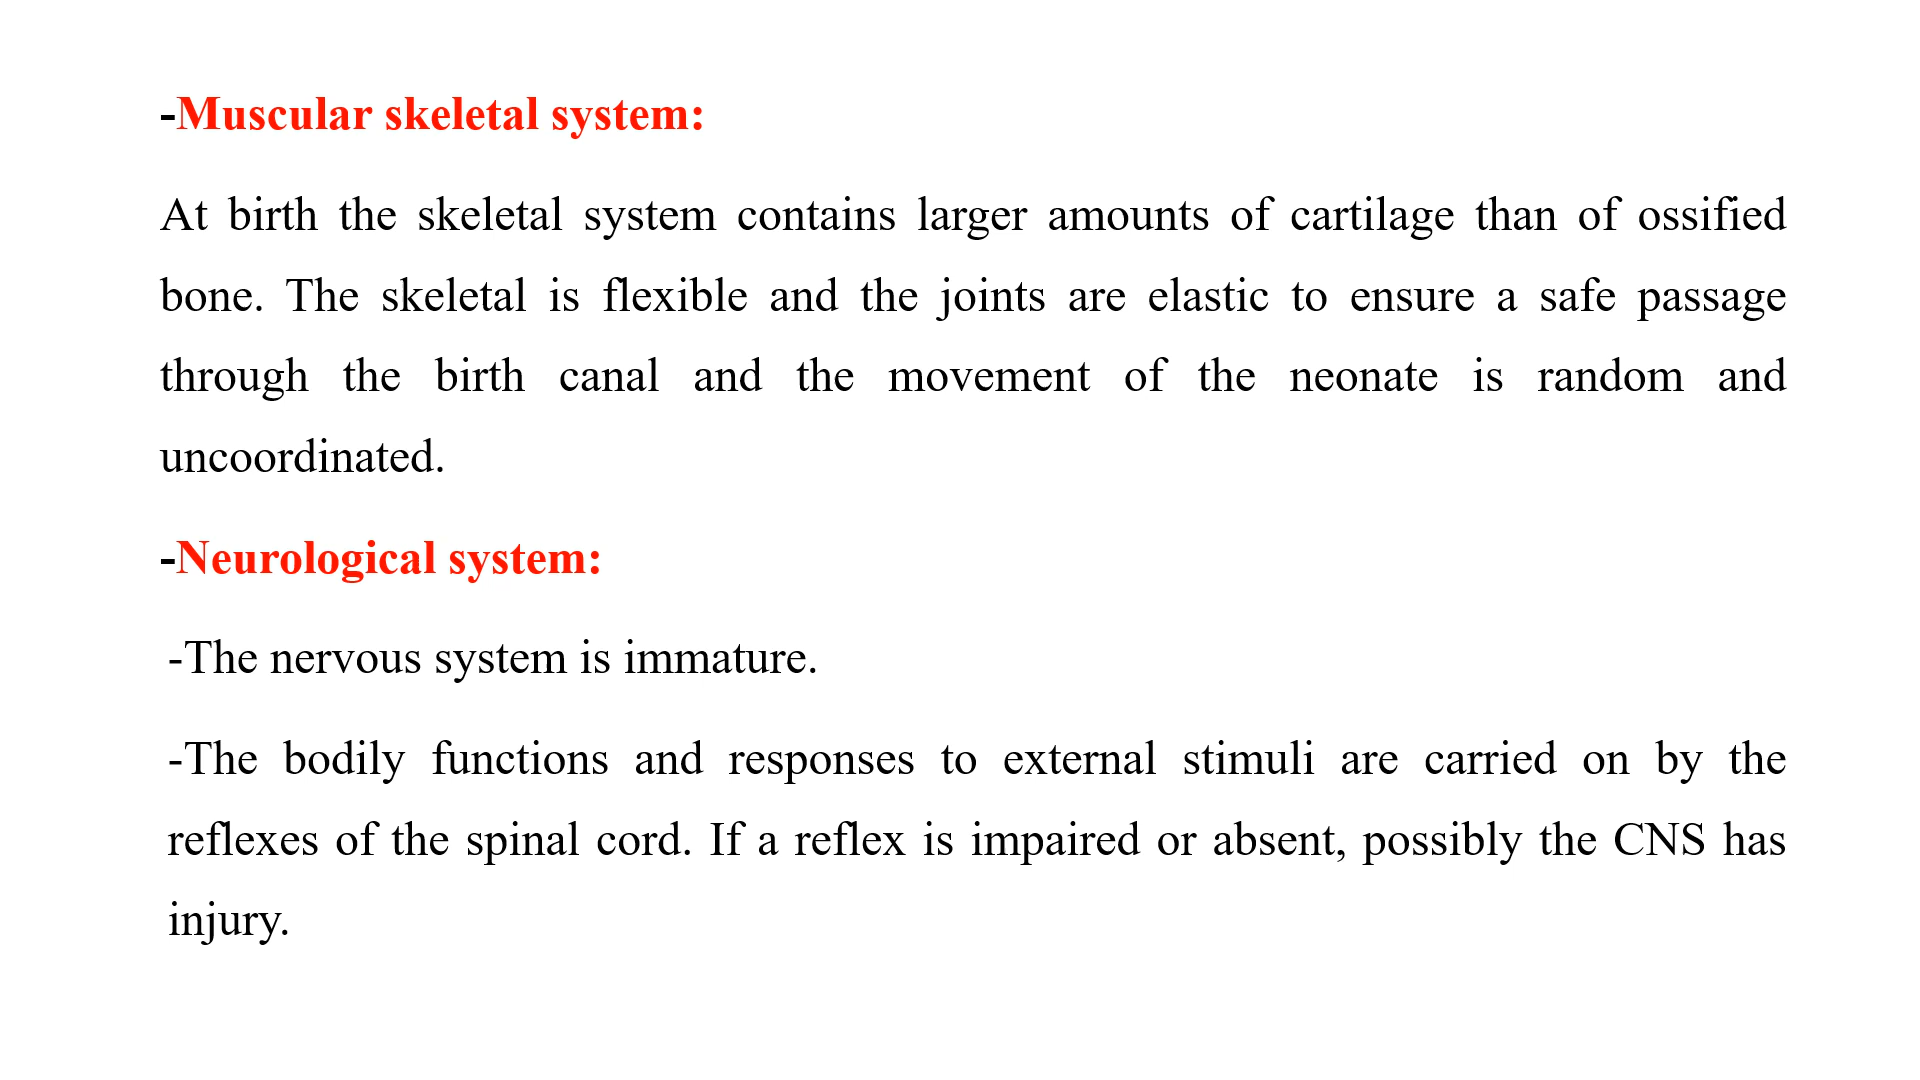 -Muscular skeletal system:
At birth the skeletal system contains larger amounts of cartilage than of ossified
bone. The skeletal is flexible and the joints are elastic to ensure a safe passage
through the birth canal and the movement of the neonate is random and
uncoordinated.
-Neurological system:
-The nervous system is immature.
-The bodily functions and responses to external stimuli are carried on by the
reflexes of the spinal cord. If a reflex is impaired or absent, possibly the CNS has
injury.